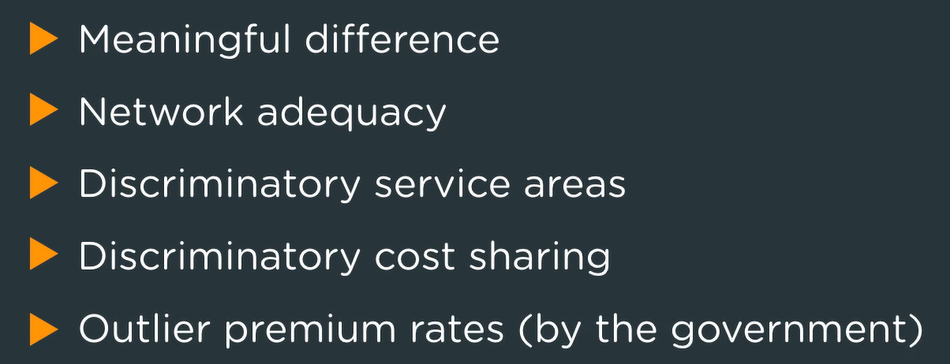 Meaningful difference
Network adequacy
Discriminatory service areas
Discriminatory cost sharing
Outlier premium rates (by the government)